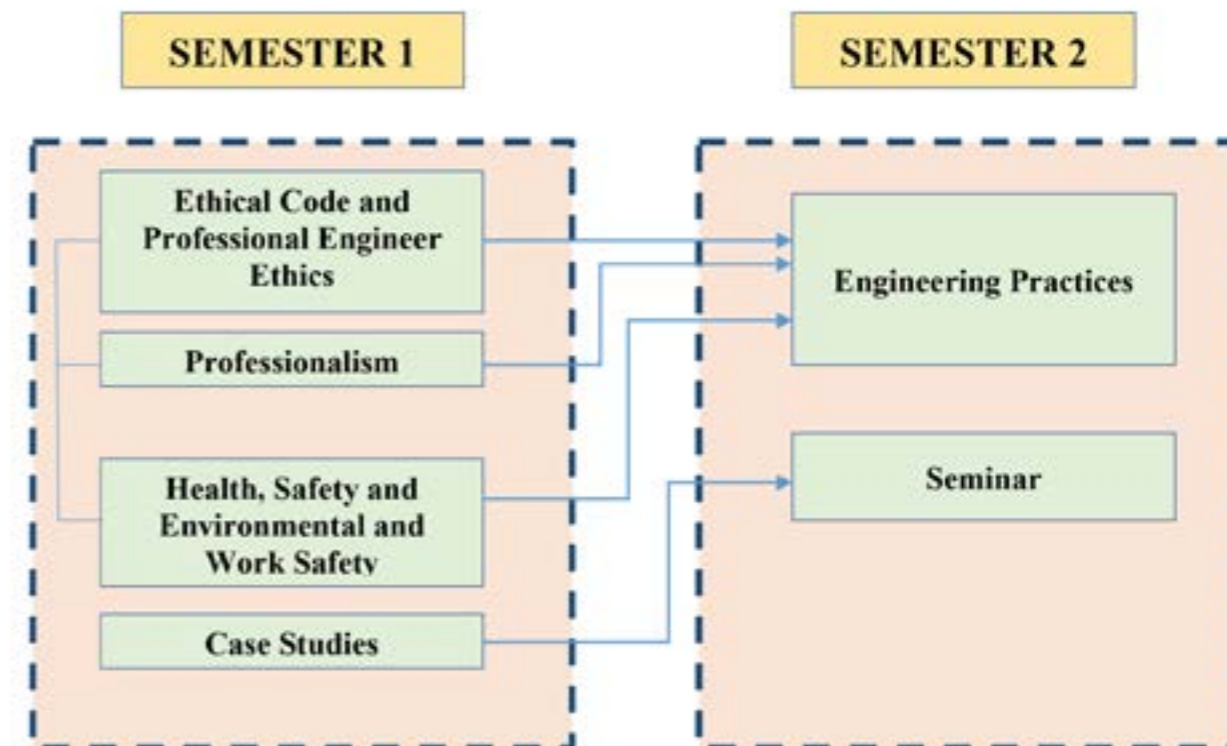 SEMESTER 1
Ethical Code and
Professional Engineer
Ethics
Professionalism
Health, Safety and
Environmental and
Work Safety
Case Studies
SEMESTER 2
Engineering Practices
Seminar